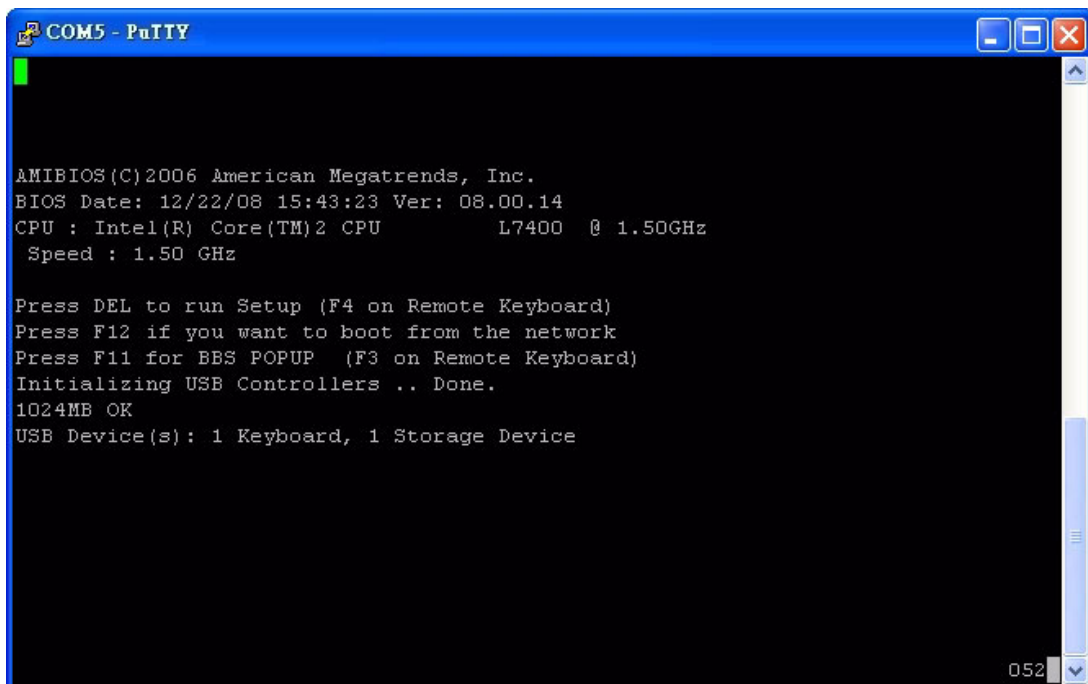 COM5 - PuTTY
AMIBIOS(C)2006 American Megatrends, Inc.
BIOS Date: 12/22/08 15:43:23 Ver: 08.00.14
CPU : Intel(R) Core(TM)2 CPU         L7400  @ 1.50GHz
 Speed : 1.50 GHz
Press DEL to run Setup (F4 on Remote Keyboard)
Press F12 if you want to boot from the network
Press F11 for BBS POPUP  (F3 on Remote Keyboard)
Initializing USB Controllers .. Done.
1024MB OK
USB Device(s): 1 Keyboard, 1 Storage Device
052